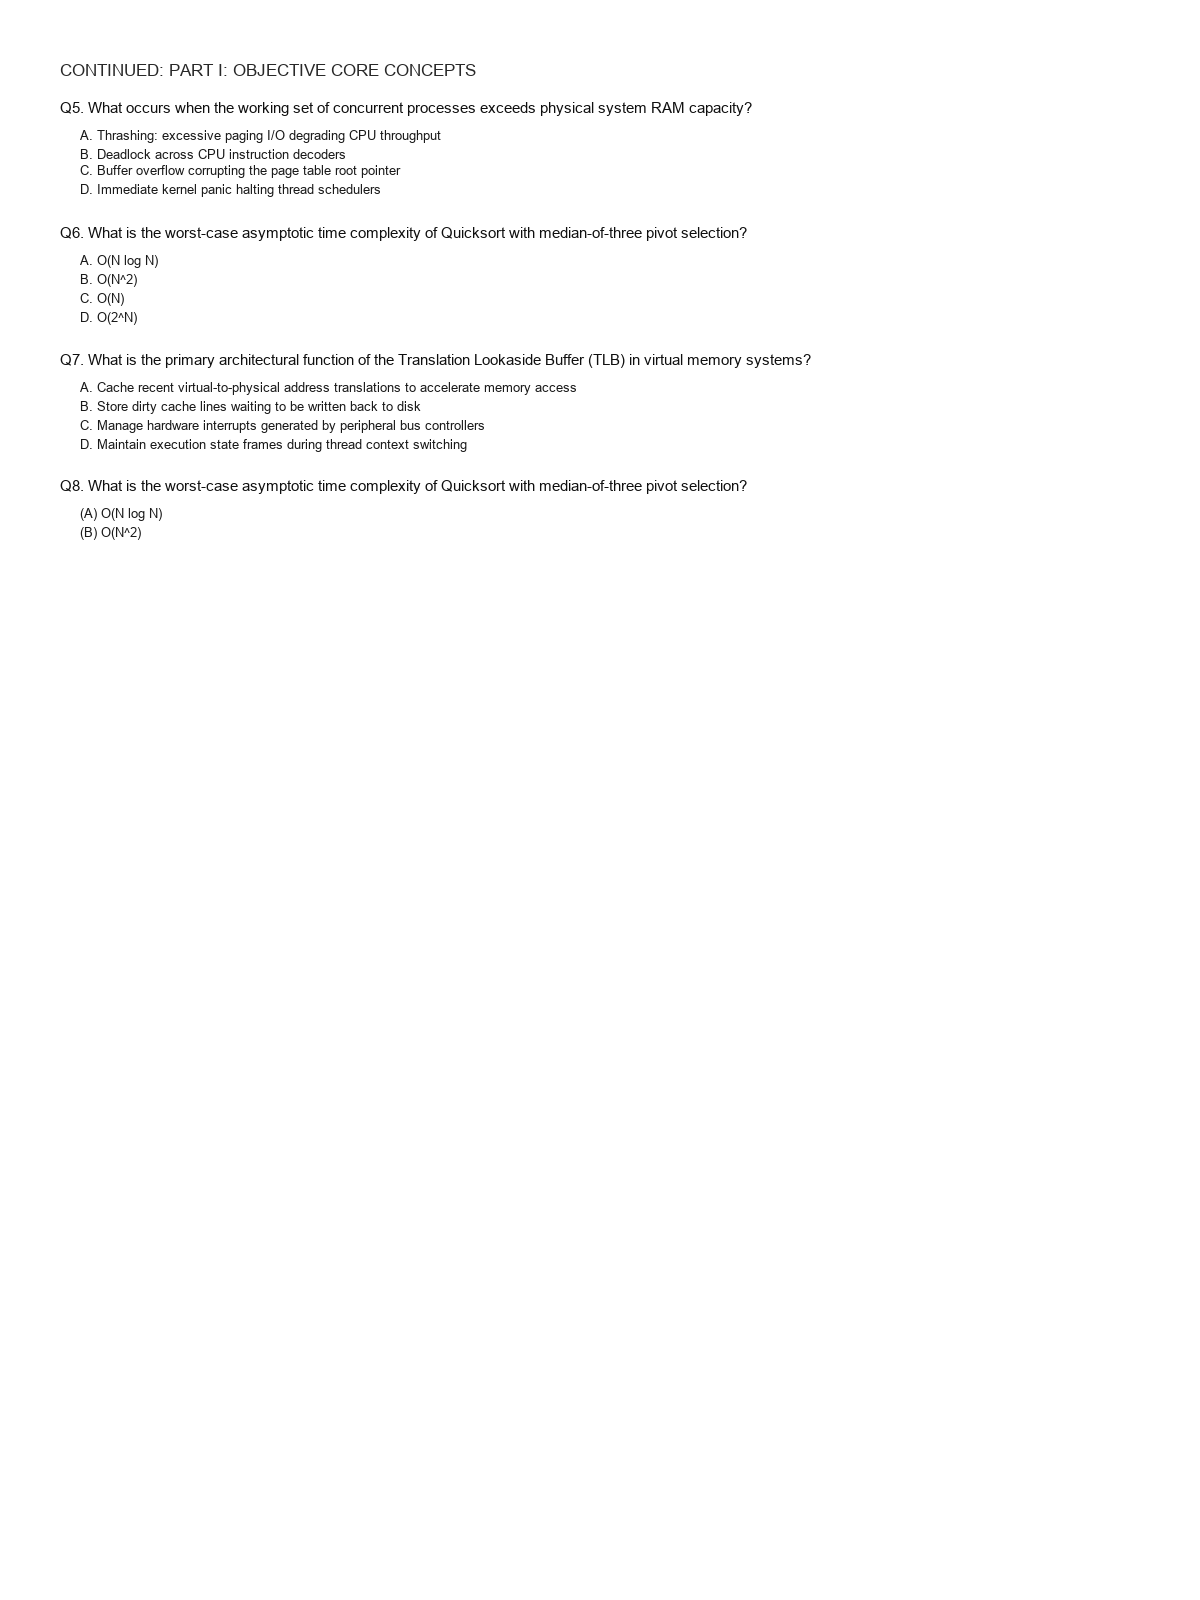 CONTINUED: PART I: OBJECTIVE CORE CONCEPTS
Q5. What occurs when the working set of concurrent processes exceeds physical system RAM capacity?
A. Thrashing: excessive paging I/O degrading CPU throughput
B. Deadlock across CPU instruction decoders
C. Buffer overflow corrupting the page table root pointer
D. Immediate kernel panic halting thread schedulers
Q6. What is the worst-case asymptotic time complexity of Quicksort with median-of-three pivot selection?
A. O(N log N)
B. O(N^2)
C. O(N)
D. O(2^N)
Q7. What is the primary architectural function of the Translation Lookaside Buffer (TLB) in virtual memory systems?
A. Cache recent virtual-to-physical address translations to accelerate memory access
B. Store dirty cache lines waiting to be written back to disk
C. Manage hardware interrupts generated by peripheral bus controllers
D. Maintain execution state frames during thread context switching
Q8. What is the worst-case asymptotic time complexity of Quicksort with median-of-three pivot selection?
(A) O(N log N)
(B) O(N^2)